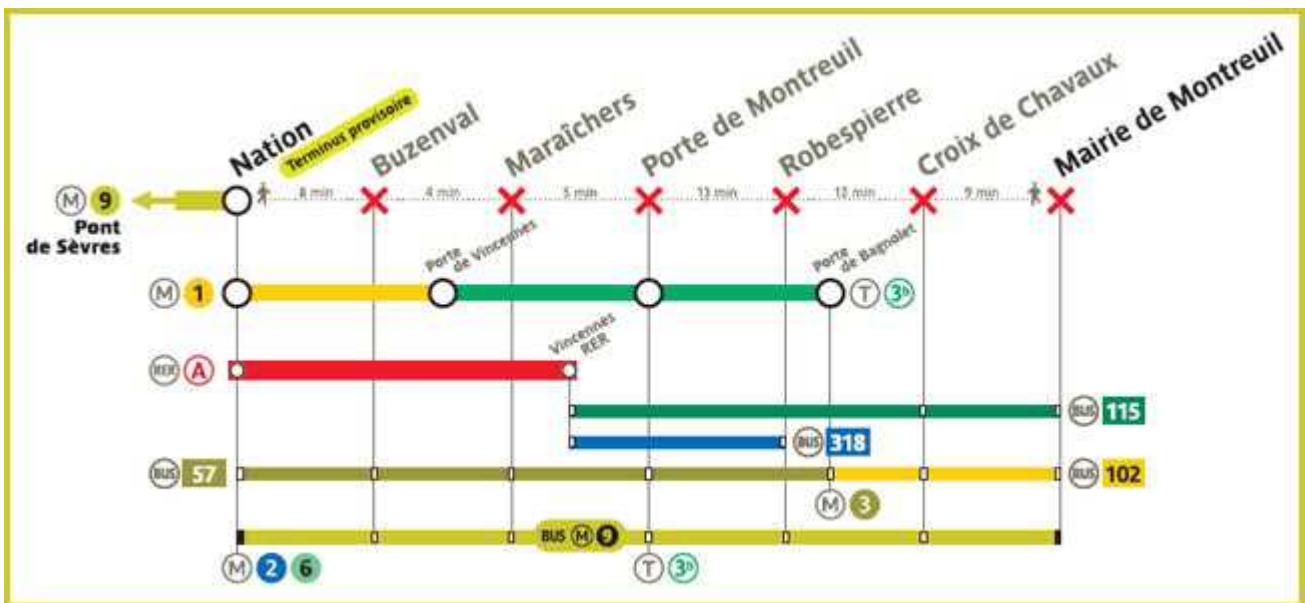 Nation
Terminus provisoire
Buzenval
Maraîchers
Porte de Montreuil
Robespierre
Croix de Chavaux
Mairie de Montreuil
M 9
Pont
de Sèvres
8 min
4 min
5 min
13 min
12 min
9 min
Porte
de Vincennes
Porte
de Bagnolet
M 1
T 3b
Vincennes
RER
RER A
BUS 115
BUS 318
BUS 57
BUS 102
M 3
BUS M 9
M 2 6
T 3b